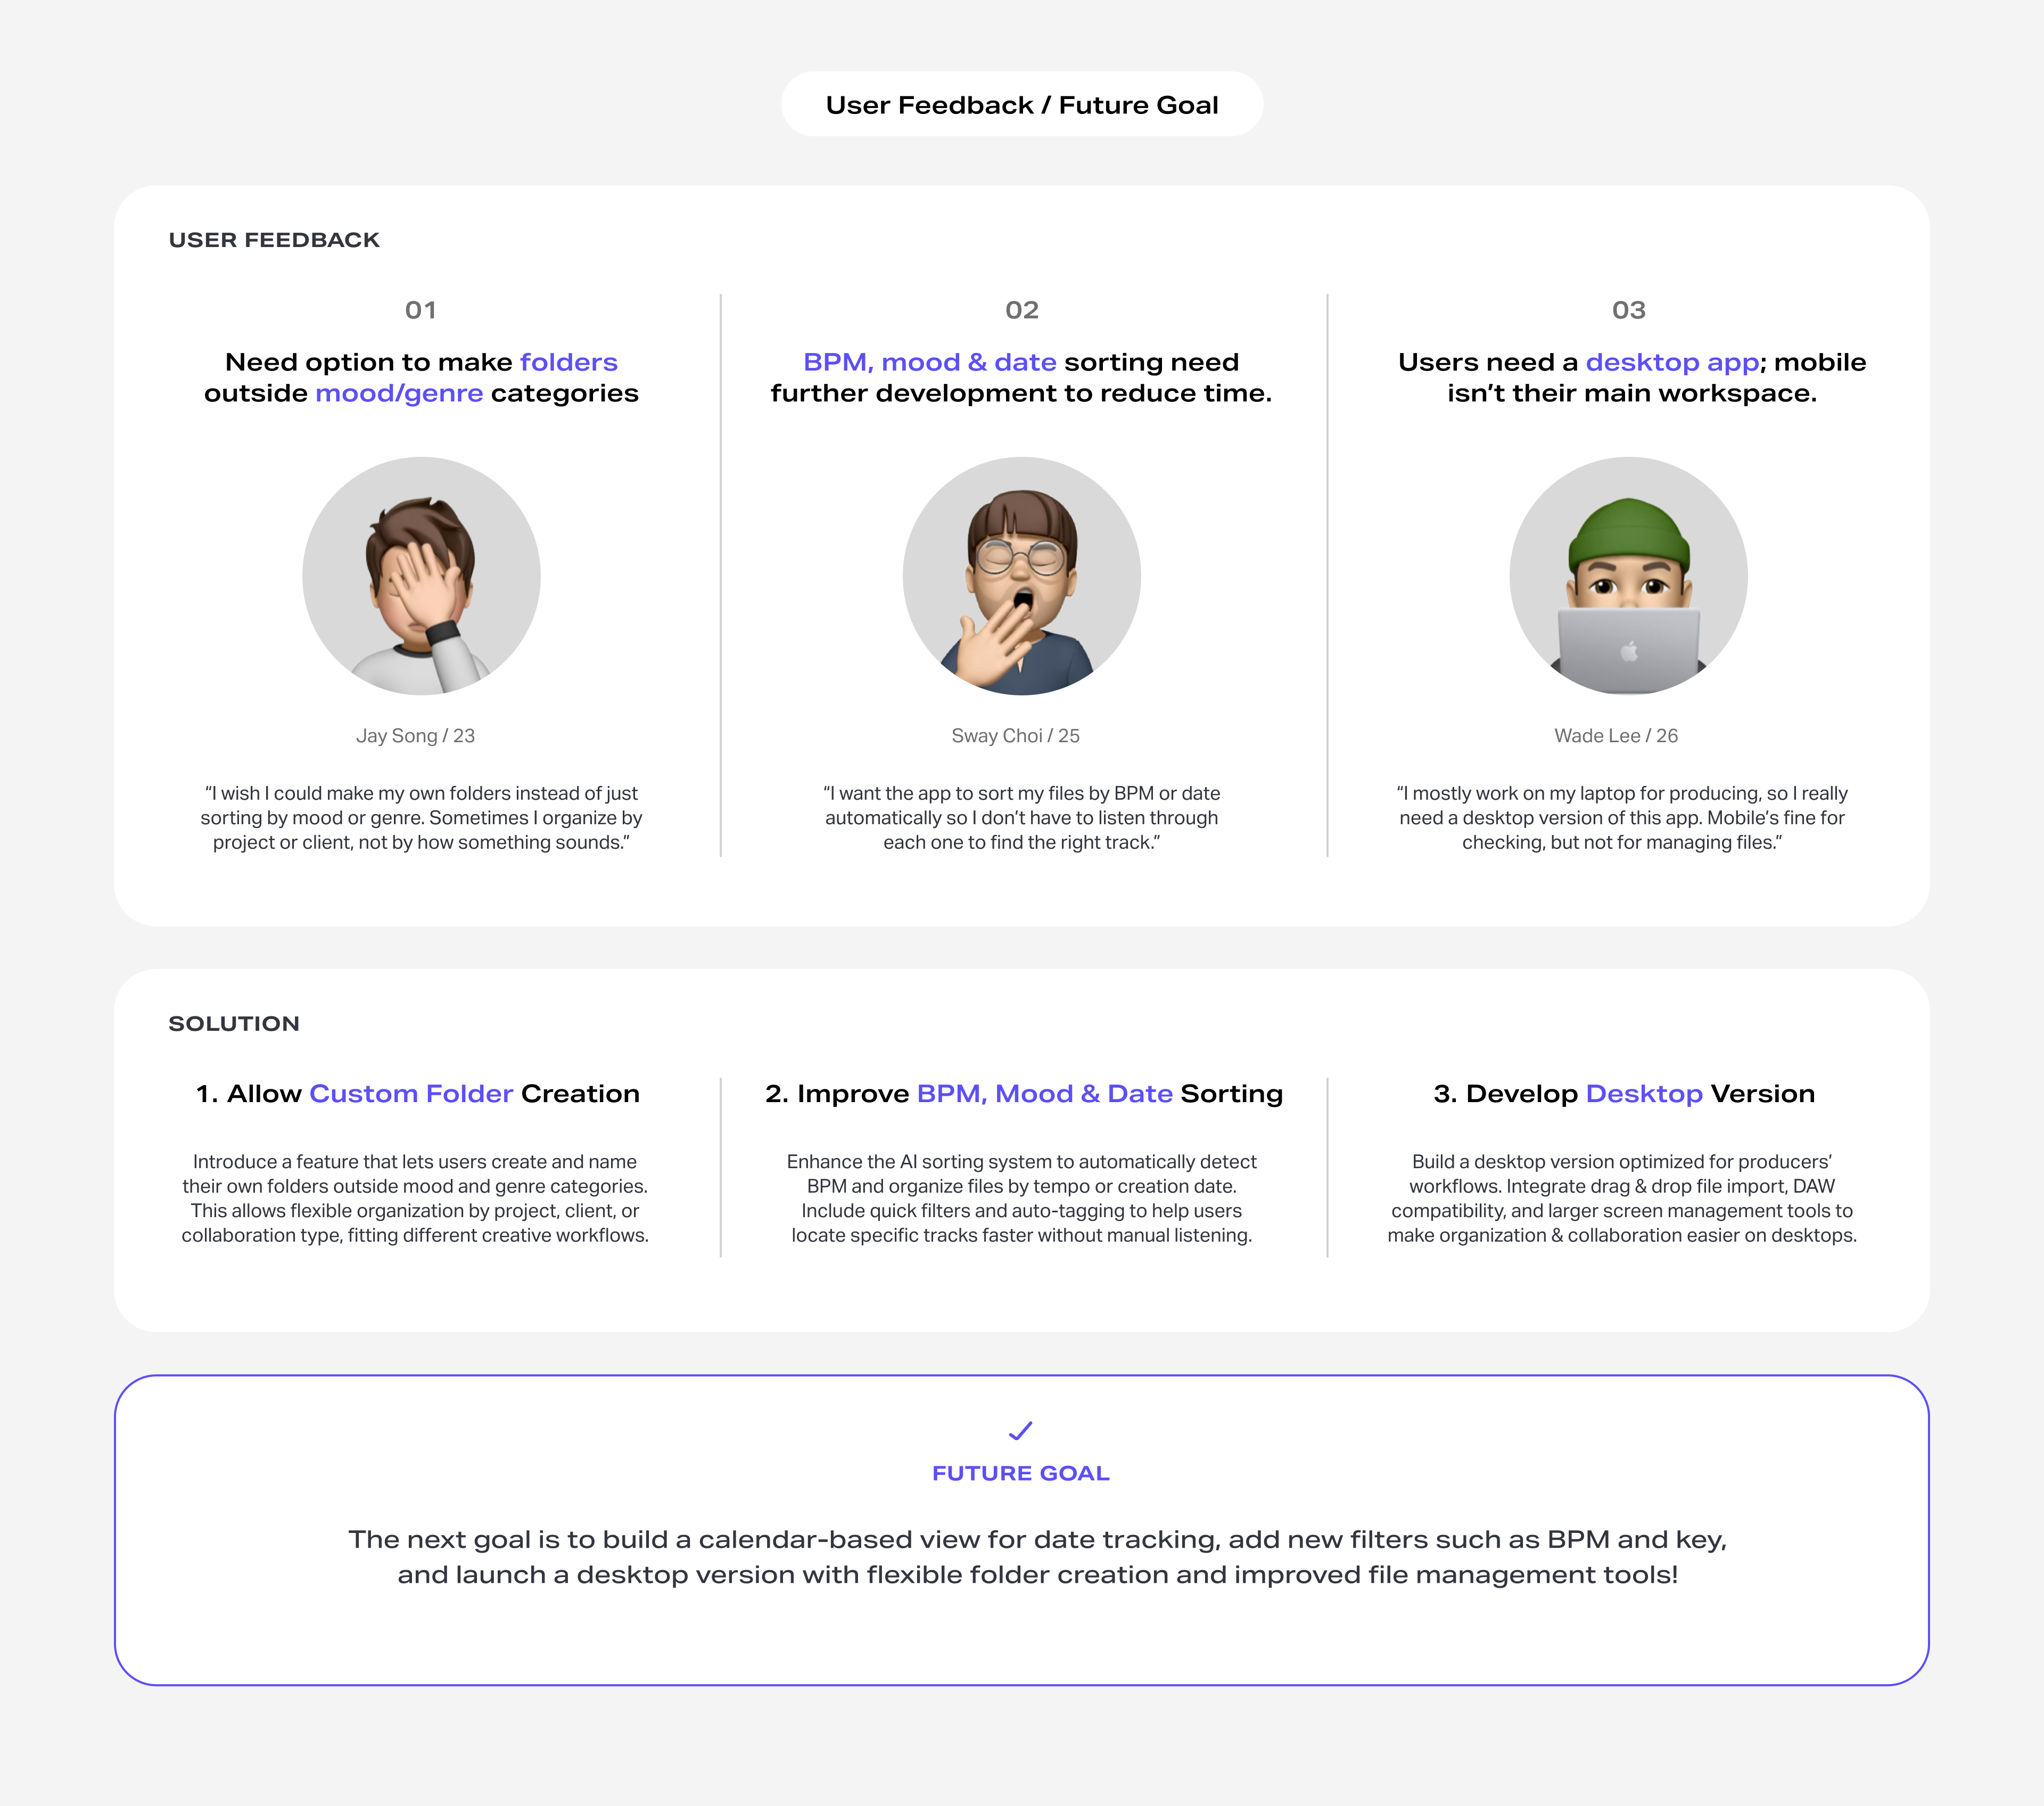 User Feedback / Future Goal
USER FEEDBACK
01
Need option to make folders
outside mood/genre categories
Jay Song / 23
“I wish I could make my own folders instead of just
sorting by mood or genre. Sometimes I organize by
project or client, not by how something sounds.”
02
BPM, mood & date sorting need
further development to reduce time.
Sway Choi / 25
“I want the app to sort my files by BPM or date
automatically so I don’t have to listen through
each one to find the right track.”
03
Users need a desktop app; mobile
isn’t their main workspace.
Wade Lee / 26
“I mostly work on my laptop for producing, so I really
need a desktop version of this app. Mobile’s fine for
checking, but not for managing files.”
SOLUTION
1. Allow Custom Folder Creation
Introduce a feature that lets users create and name
their own folders outside mood and genre categories.
This allows flexible organization by project, client, or
collaboration type, fitting different creative workflows.
2. Improve BPM, Mood & Date Sorting
Enhance the AI sorting system to automatically detect
BPM and organize files by tempo or creation date.
Include quick filters and auto-tagging to help users
locate specific tracks faster without manual listening.
3. Develop Desktop Version
Build a desktop version optimized for producers’
workflows. Integrate drag & drop file import, DAW
compatibility, and larger screen management tools to
make organization & collaboration easier on desktops.
FUTURE GOAL
The next goal is to build a calendar-based view for date tracking, add new filters such as BPM and key,
and launch a desktop version with flexible folder creation and improved file management tools!